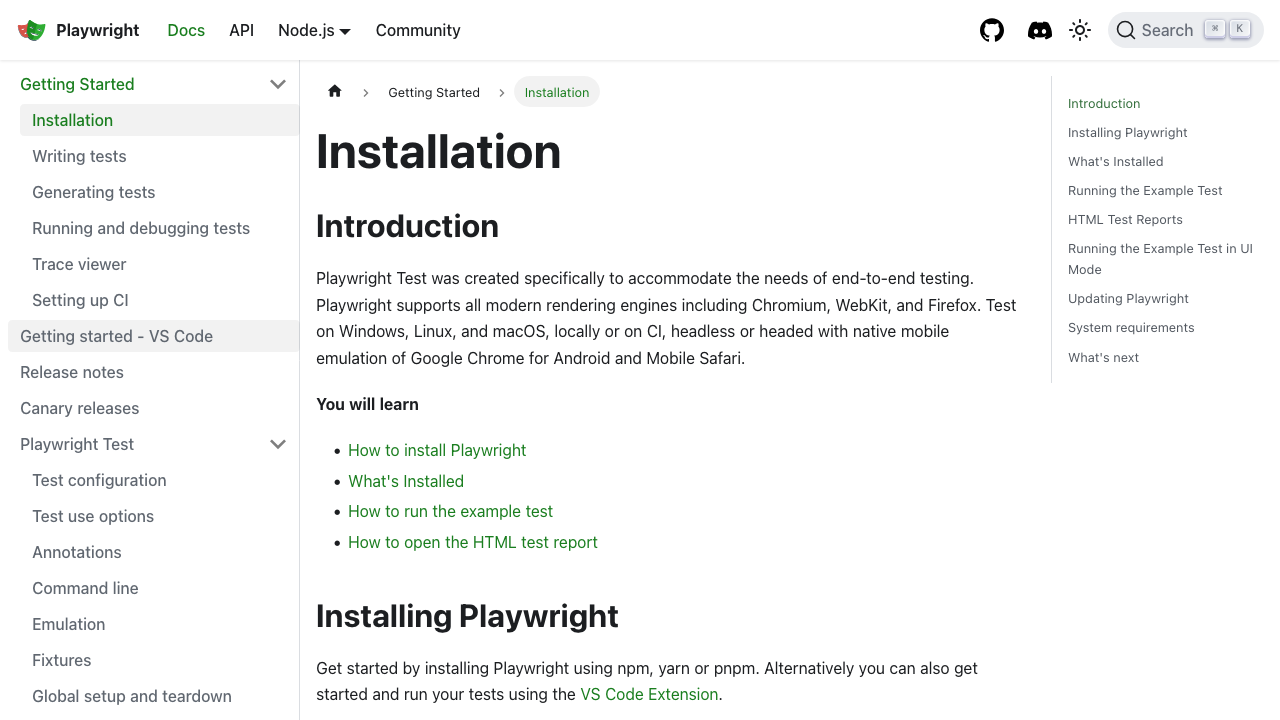 Playwright
Docs
API
Node.js
Community
Search
⌘
K
Getting Started
Installation
Writing tests
Generating tests
Running and debugging tests
Trace viewer
Setting up CI
Getting started - VS Code
Release notes
Canary releases
Playwright Test
Test configuration
Test use options
Annotations
Command line
Emulation
Fixtures
Global setup and teardown
Getting Started
Installation
Installation
Introduction
Playwright Test was created specifically to accommodate the needs of end-to-end testing.
Playwright supports all modern rendering engines including Chromium, WebKit, and Firefox. Test
on Windows, Linux, and macOS, locally or on CI, headless or headed with native mobile
emulation of Google Chrome for Android and Mobile Safari.
You will learn
• How to install Playwright
• What's Installed
• How to run the example test
• How to open the HTML test report
Installing Playwright
Get started by installing Playwright using npm, yarn or pnpm. Alternatively you can also get
started and run your tests using the VS Code Extension.
Introduction
Installing Playwright
What's Installed
Running the Example Test
HTML Test Reports
Running the Example Test in UI
Mode
Updating Playwright
System requirements
What's next